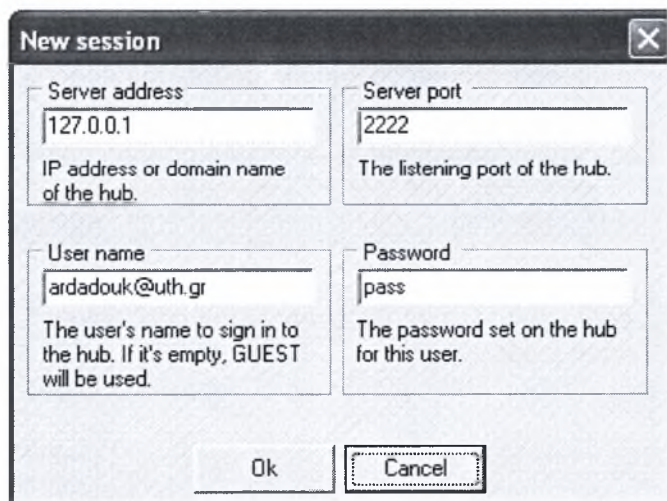 New session
Server address
127.0.0.1
IP address or domain name
of the hub.
Server port
2222
The listening port of the hub.
User name
ardadouk@uth.gr
The user's name to sign in to
the hub. If it's empty, GUEST
will be used.
Password
pass
The password set on the hub
for this user.
Ok
Cancel